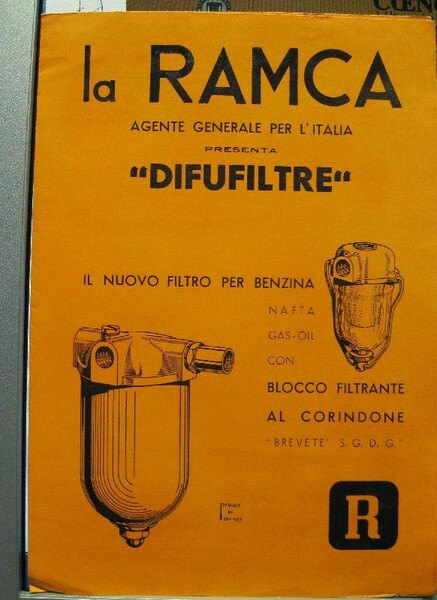 la RAMCA
AGENTE GENERALE PER L'ITALIA
PRESENTA
"DIFUFILTRE"
IL NUOVO FILTRO PER BENZINA
NAFTA
GAS-OIL
CON
BLOCCO FILTRANTE
AL CORINDONE
"BREVETE' S. G. D. G."
R